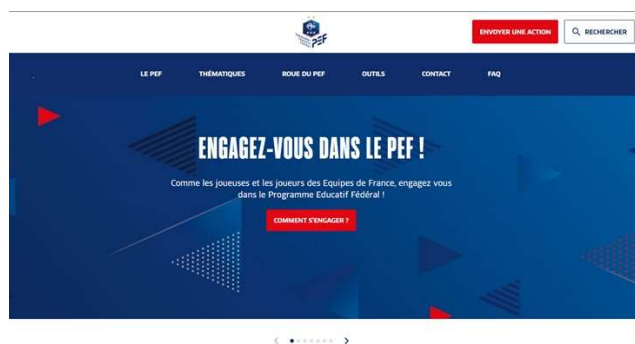 PEF
ENVOYER UNE ACTION
RECHERCHER
LE PEF
THÉMATIQUES
ROUE DU PEF
OUTILS
CONTACT
FAQ
ENGAGEZ-VOUS DANS LE PEF !
Comme les joueuses et les joueurs des Equipes de France, engagez vous
dans le Programme Educatif Fédéral !
COMMENT S'ENGAGER ?